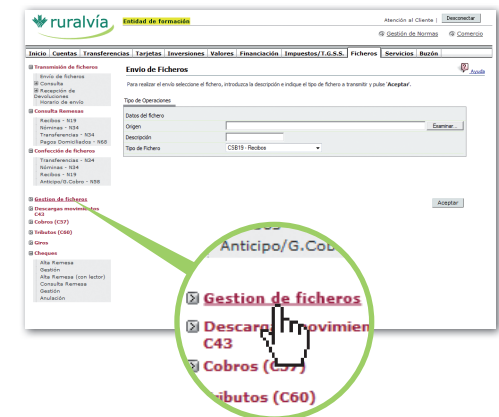 ruralvía
Entidad de formación
Atención al Cliente |
Desconectar
Gestión de Normas
Comercio
Inicio Cuentas Transferencias Tarjetas Inversiones Valores Financiación Impuestos/T.G.S.S. Ficheros Servicios Buzón
Transmisión de ficheros
Envío de ficheros
Consulta
Recepción de
Devoluciones
Horario de envío
Consulta Remesas
Recibos - N19
Nóminas - N34
Transferencias - N34
Pagos Domiciliados - N68
Confección de ficheros
Transferencias - N34
Nóminas - N34
Recibos - N19
Anticipo/G.Cobro - N58
Gestion de ficheros
Descargas movimientos
C43
Cobros (C57)
Tributos (C60)
Giros
Cheques
Alta Remesa
Gestión
Alta Remesa (con lector)
Consulta Remesa
Gestión
Anulación
Envío de Ficheros
Ayuda
Para realizar el envío seleccione el fichero, introduzca la descripción e indique el tipo de fichero a transmitir y pulse 'Aceptar'.
Tipo de Operaciones
Datos del fichero
Origen
Examinar...
Descripción
Tipo de Fichero
CSB19 - Recibos
Aceptar
Anticipo/G.Cob
Gestion de ficheros
Descarga movimien
C43
Cobros (C57)
ributos (C60)